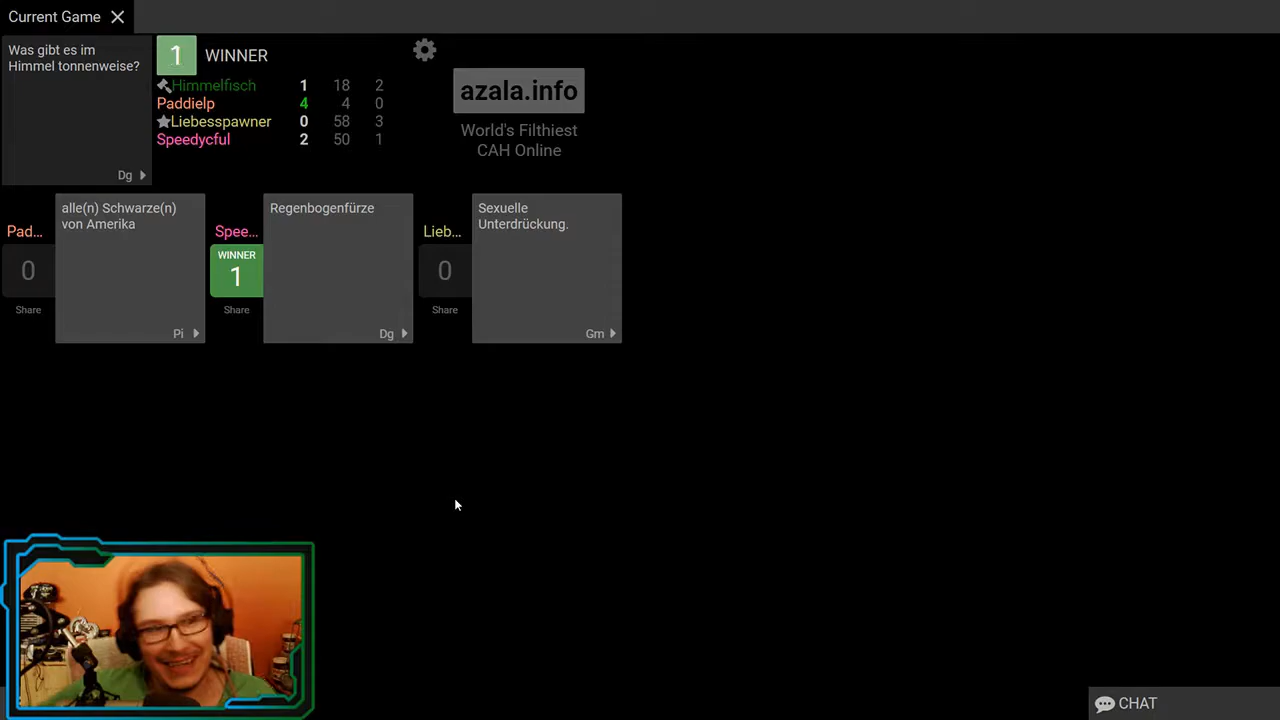 Current Game
Was gibt es im
Himmel tonnenweise?
Dg
1 WINNER
Himmelfisch 1 18 2
Paddielp 4 4 0
Liebesspawner 0 58 3
Speedycful 2 50 1
azala.info
World's Filthiest
CAH Online
Pad...
0
Share
alle(n) Schwarze(n)
von Amerika
Pi
Spee...
WINNER
1
Share
Regenbogenfürze
Dg
Lieb...
0
Share
Sexuelle
Unterdrückung.
Gm
CHAT